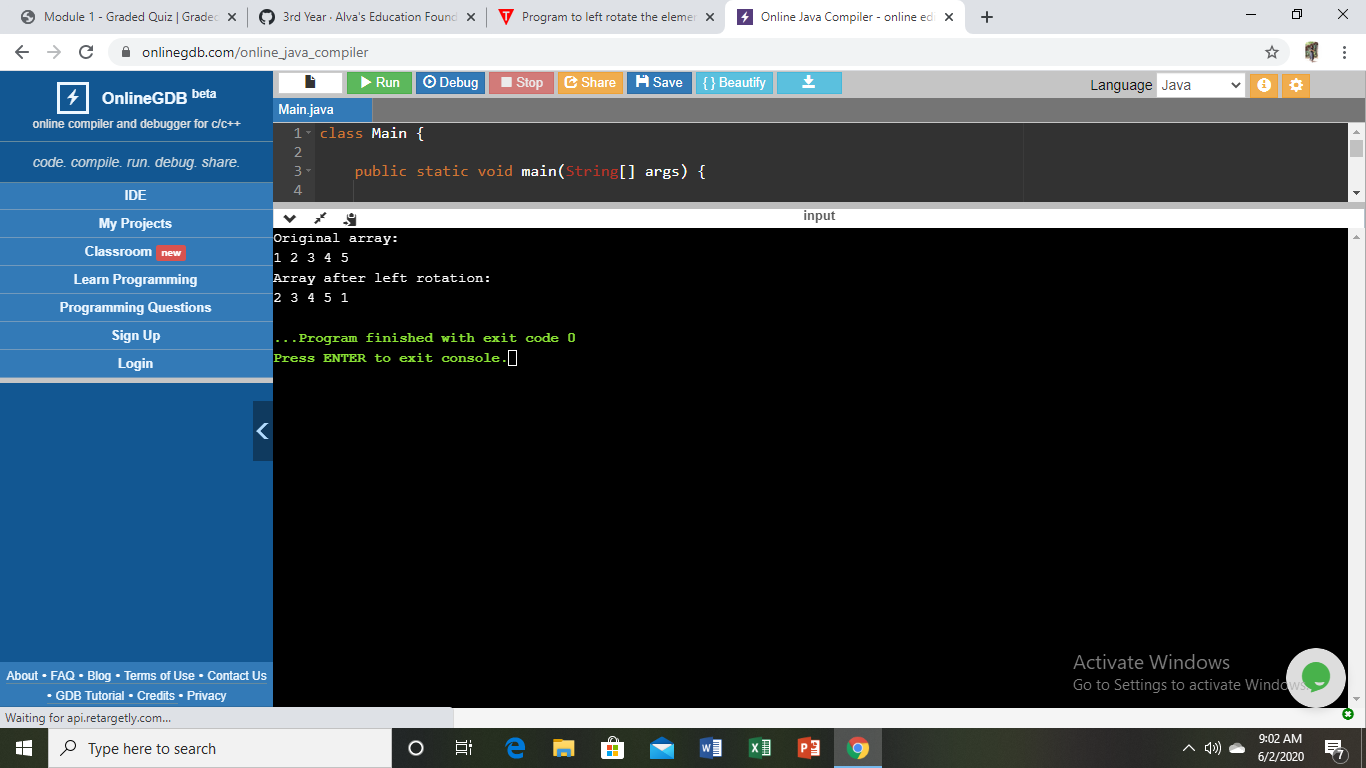 Module 1 - Graded Quiz | Graded
3rd Year · Alva's Education Found
Program to left rotate the elemen
Online Java Compiler - online edi
onlinegdb.com/online_java_compiler
OnlineGDB beta
online compiler and debugger for c/c++
code. compile. run. debug. share.
IDE
My Projects
Classroom new
Learn Programming
Programming Questions
Sign Up
Login
About • FAQ • Blog • Terms of Use • Contact Us
• GDB Tutorial • Credits • Privacy
Run Debug Stop Share Save { } Beautify
Language Java
Main.java
1 class Main {
2
3 public static void main(String[] args) {
4
input
Original array:
1 2 3 4 5
Array after left rotation:
2 3 4 5 1
...Program finished with exit code 0
Press ENTER to exit console.
Activate Windows
Go to Settings to activate Windows.
Waiting for api.retargetly.com...
Type here to search
9:02 AM
6/2/2020
7